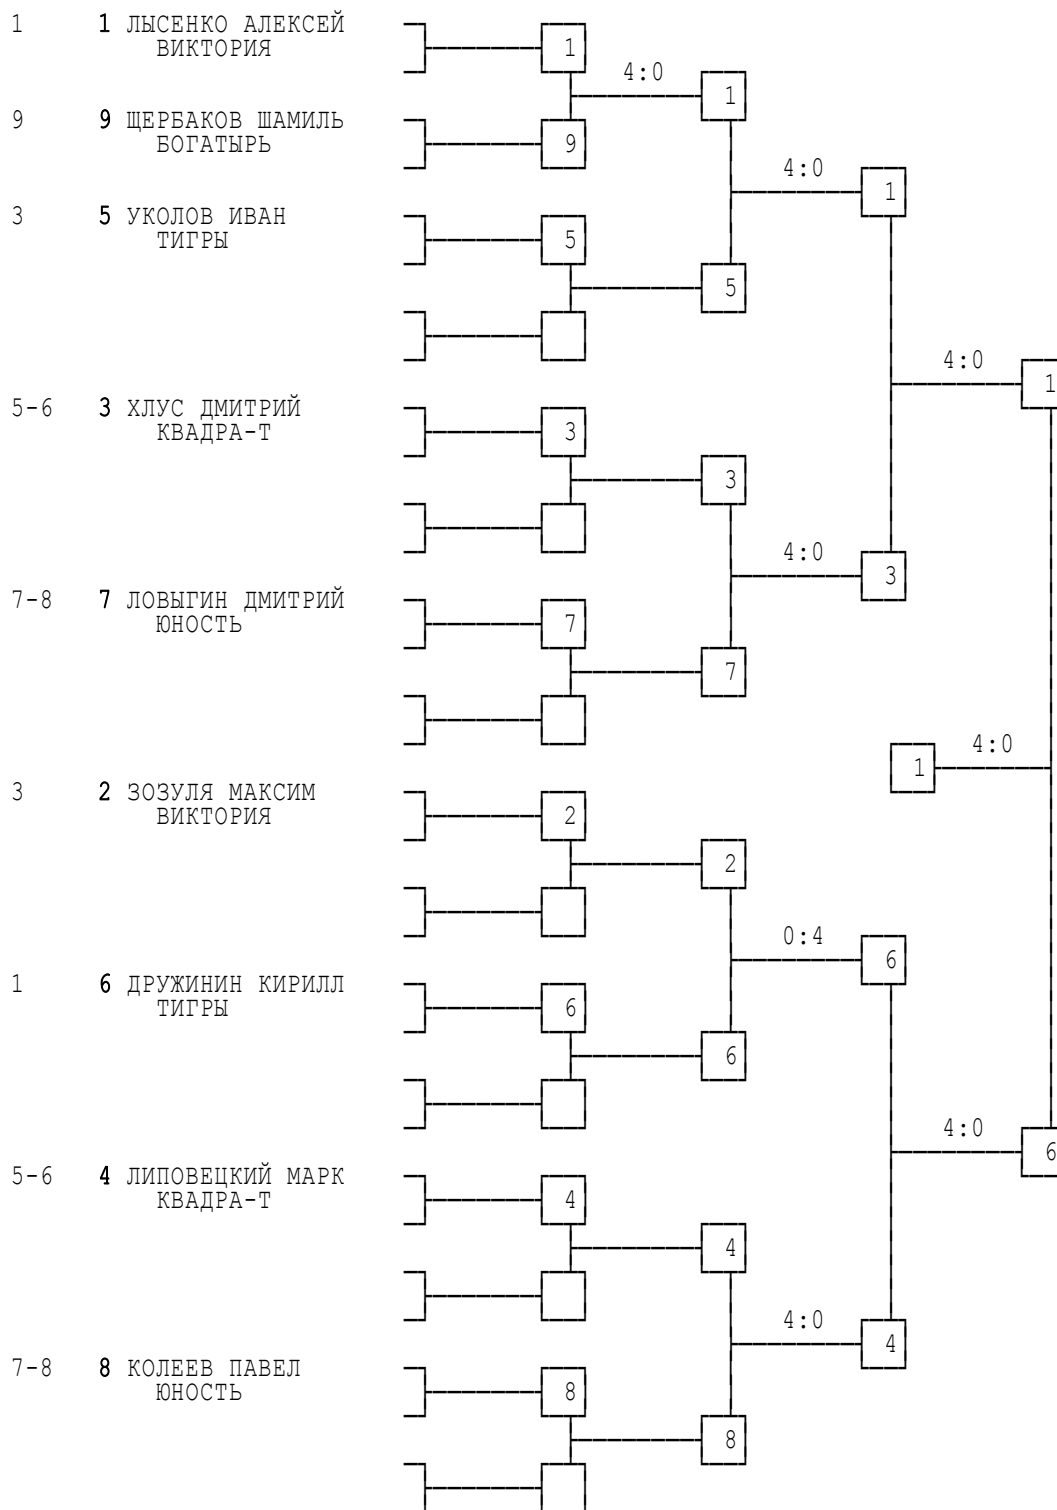 1 1 ЛЫСЕНКО АЛЕКСЕЙ
ВИКТОРИЯ
1
4:0
1
9 9 ЩЕРБАКОВ ШАМИЛЬ
БОГАТЫРЬ
9
4:0
1
3 5 УКОЛОВ ИВАН
ТИГРЫ
5
5
4:0
1
5-6 3 ХЛУС ДМИТРИЙ
КВАДРА-Т
3
3
4:0
3
7-8 7 ЛОВЫГИН ДМИТРИЙ
ЮНОСТЬ
7
7
4:0
1
3 2 ЗОЗУЛЯ МАКСИМ
ВИКТОРИЯ
2
2
0:4
6
1 6 ДРУЖИНИН КИРИЛЛ
ТИГРЫ
6
6
4:0
6
5-6 4 ЛИПОВЕЦКИЙ МАРК
КВАДРА-Т
4
4
4:0
4
7-8 8 КОЛЕЕВ ПАВЕЛ
ЮНОСТЬ
8
8